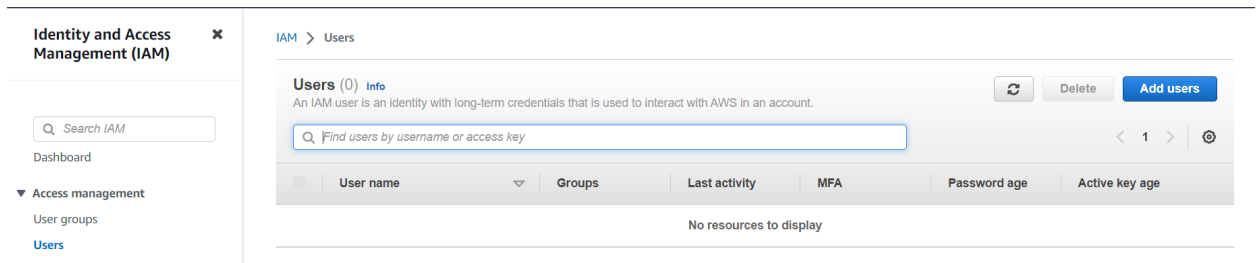 Identity and Access
Management (IAM)
Search IAM
Dashboard
Access management
User groups
Users
IAM > Users
Users (0) Info
An IAM user is an identity with long-term credentials that is used to interact with AWS in an account.
Delete
Add users
Find users by username or access key
< 1 >
User name Groups Last activity MFA Password age Active key age
No resources to display